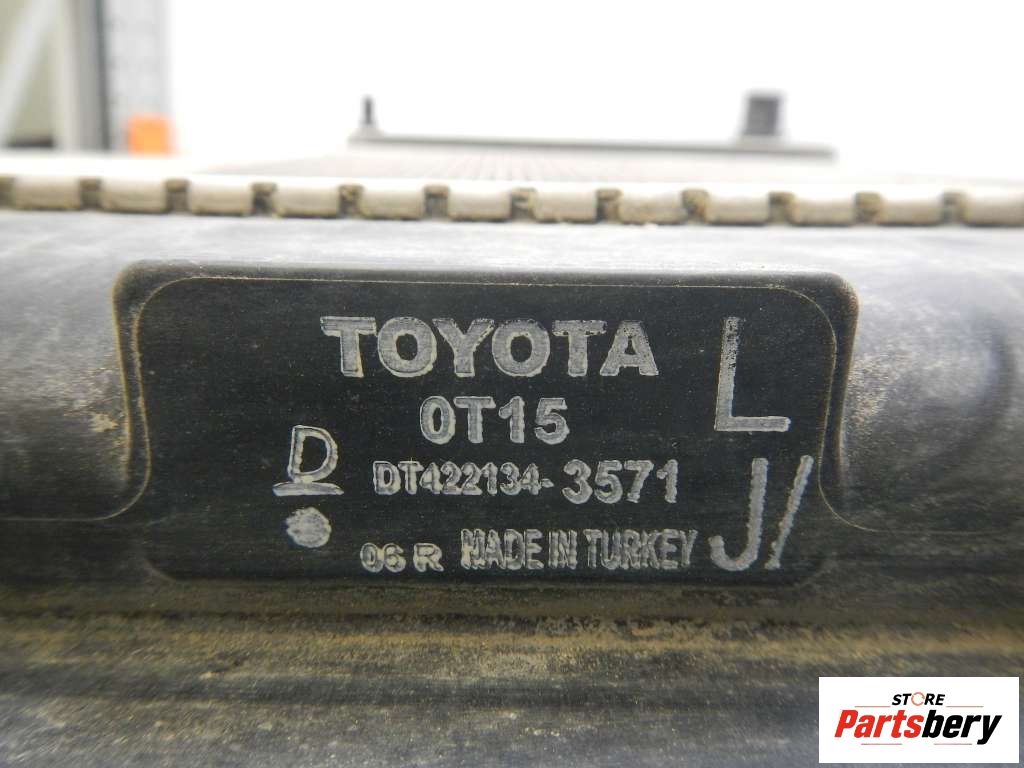 TOYOTA
L
0T15
D
DT422134-3571
06 R MADE IN TURKEY J/
STORE
Partsbery